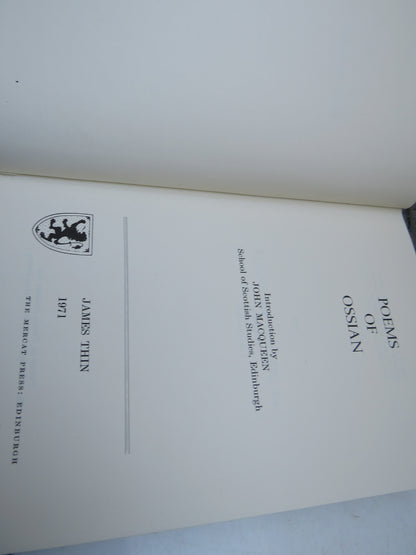 POEMS
OF
OSSIAN
Introduction by
JOHN MACQUEEN
School of Scottish Studies, Edinburgh
JAMES THIN
1971
THE MERCAT PRESS: EDINBURGH